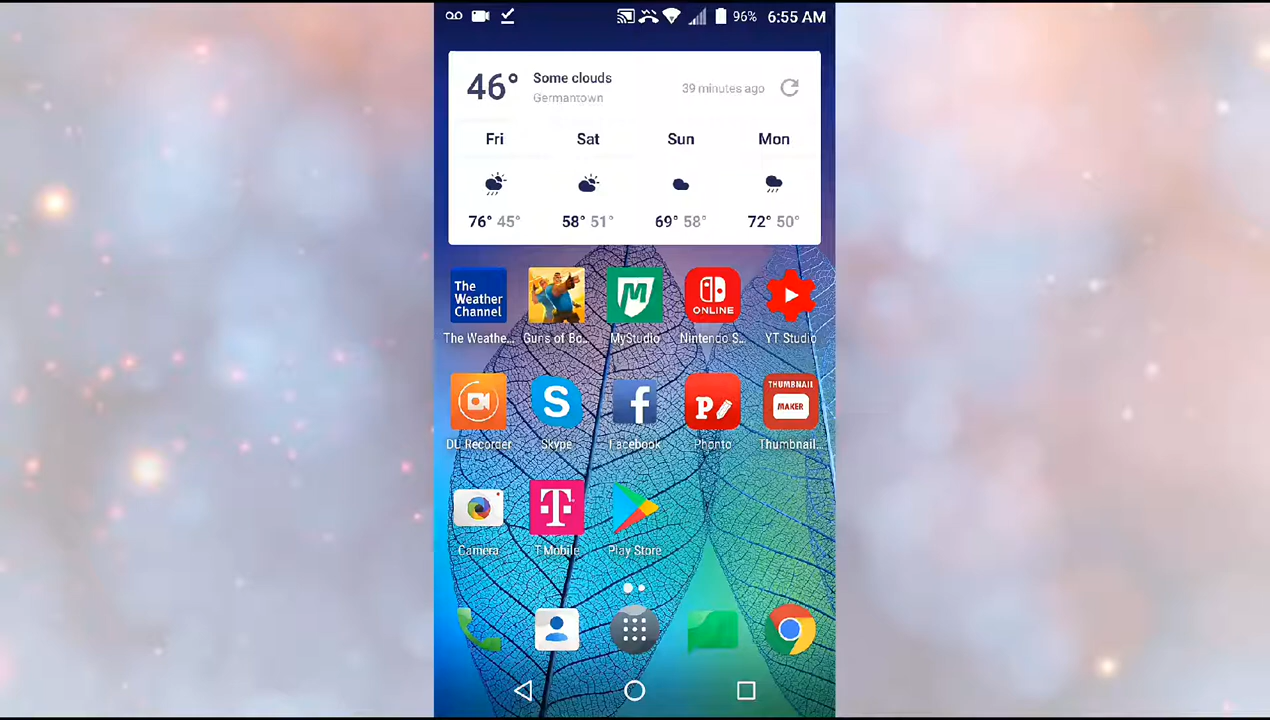 96% 6:55 AM
46° Some clouds
Germantown
39 minutes ago
Fri Sat Sun Mon
76° 45° 58° 51° 69° 58° 72° 50°
The Weather Channel
ONLINE
The Weathe... Guns of Bo.. MyStudio Nintendo S.. YT Studio
THUMBNAIL
MAKER
DU Recorder Skype Facebook Phonto Thumbnail..
Camera T-Mobile Play Store